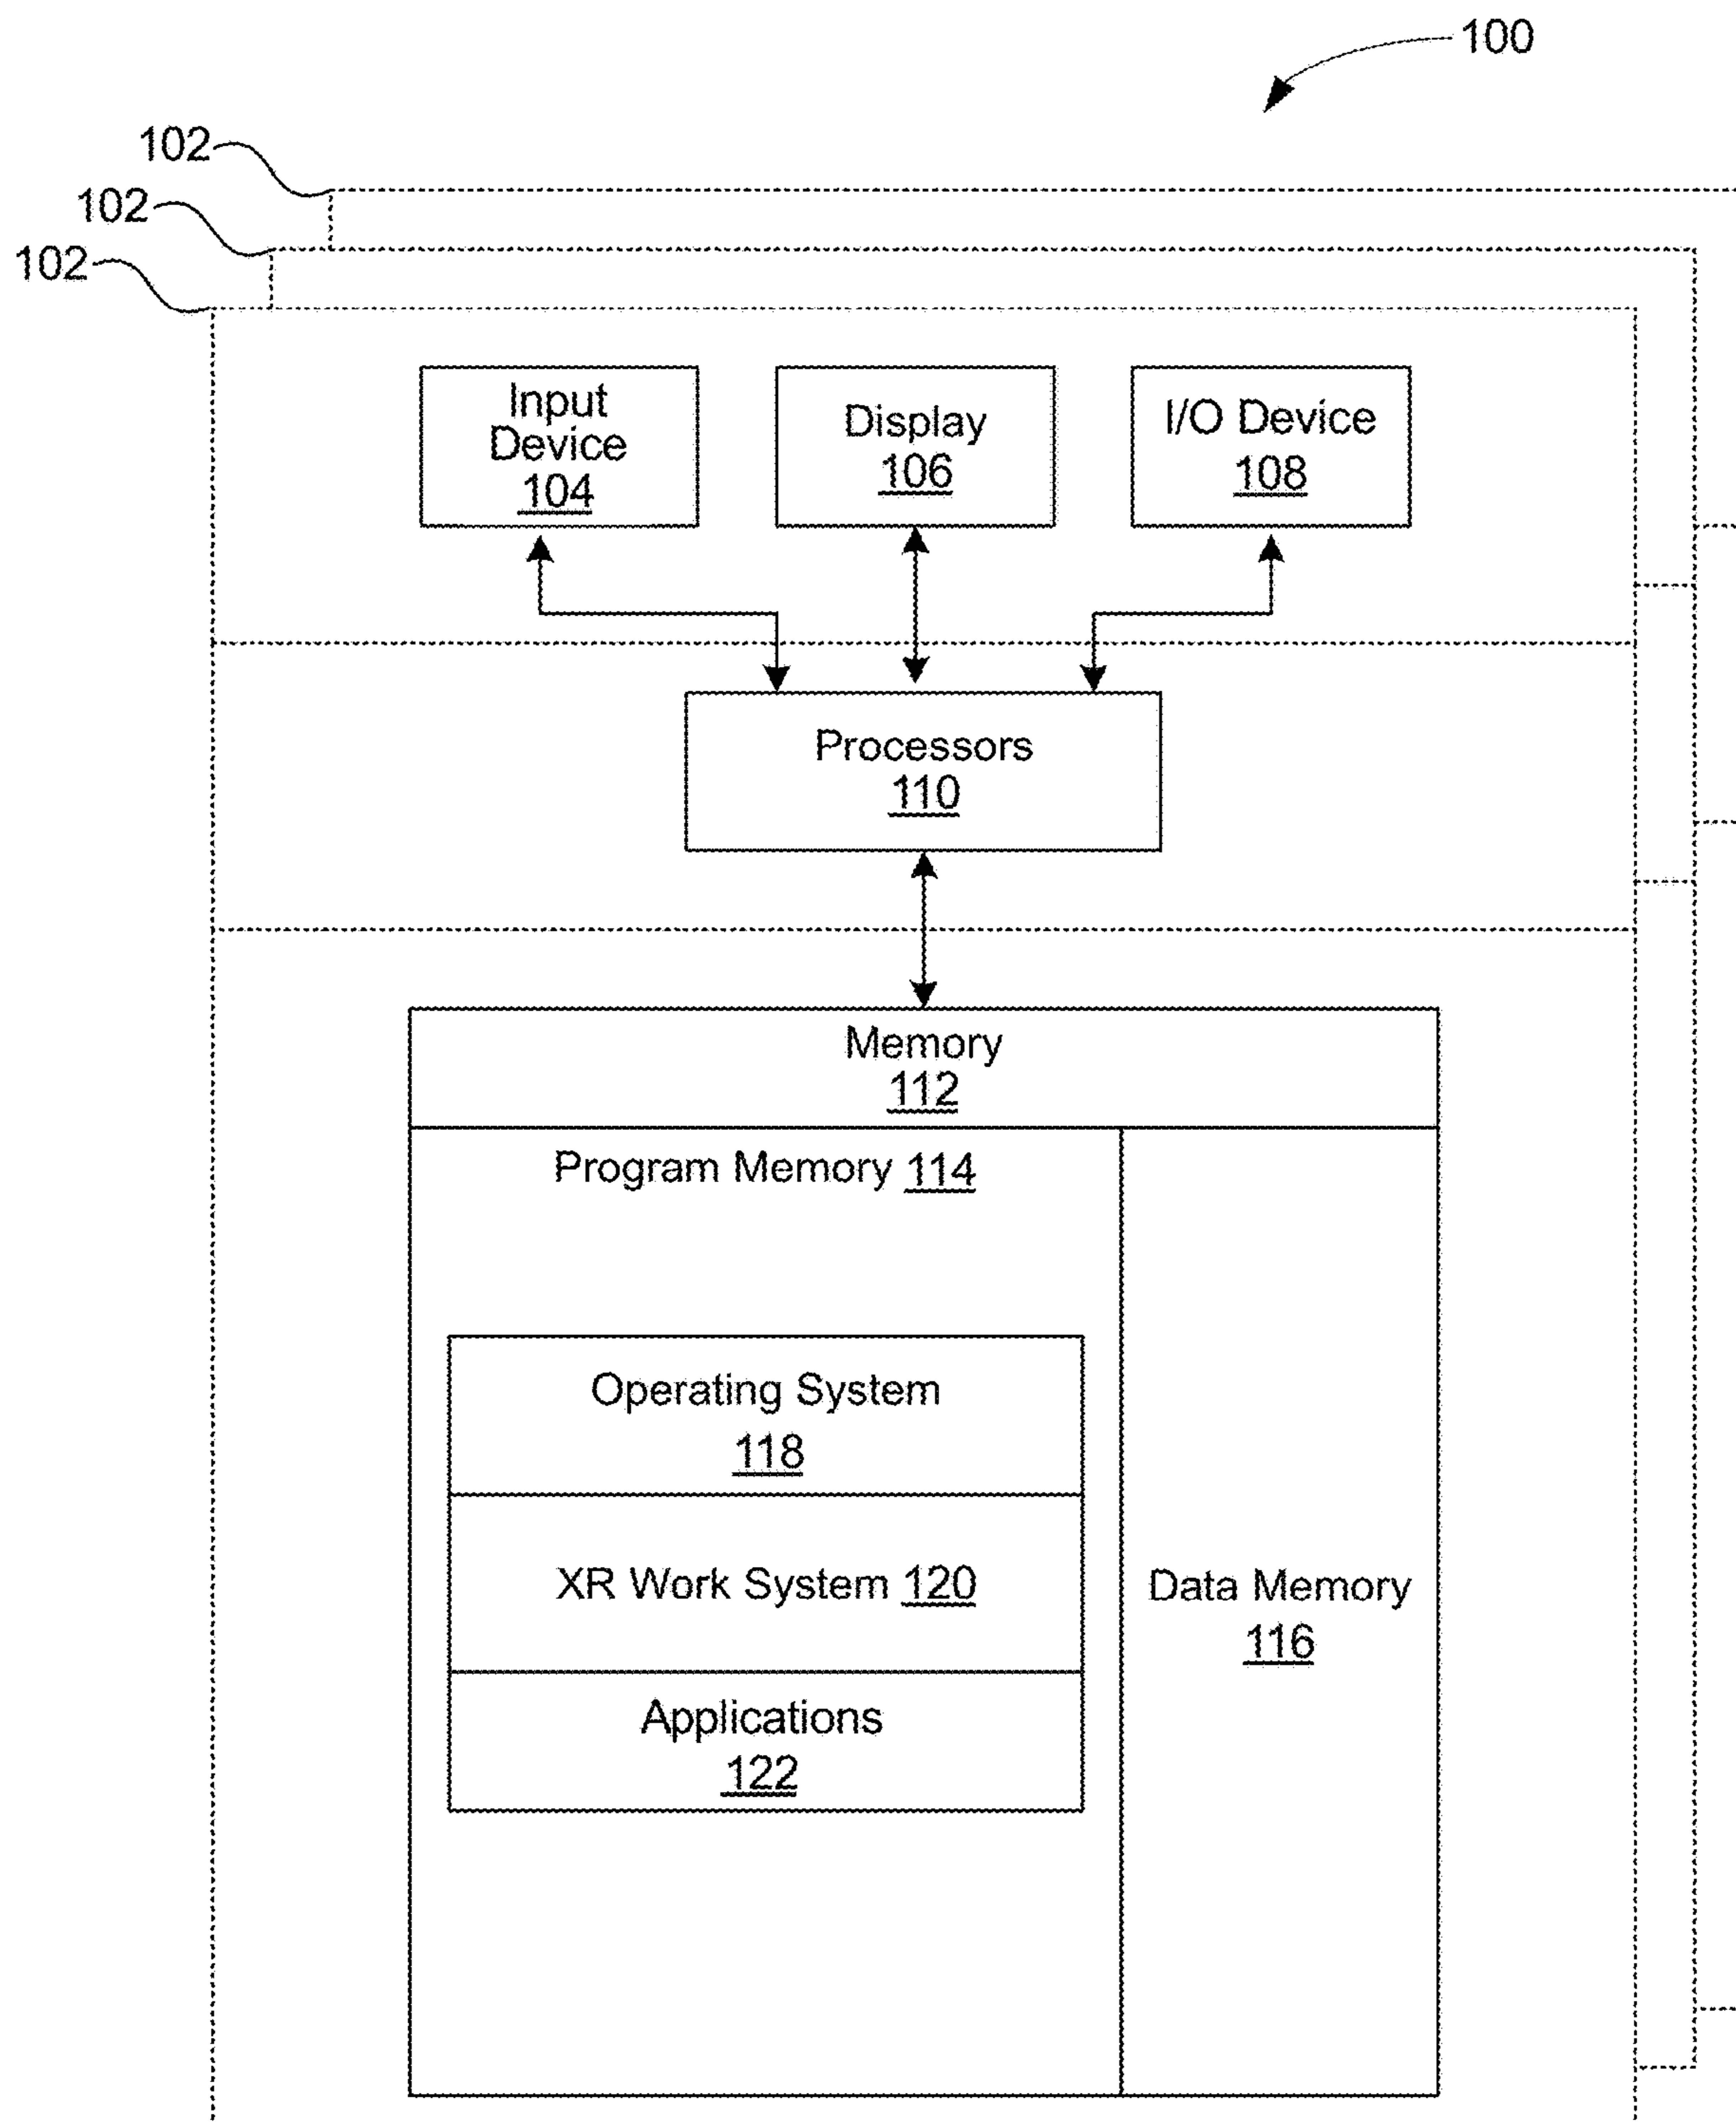 100
102
102
102
Input
Device
104
Display
106
I/O Device
108
Processors
110
Memory
112
Program Memory 114
Operating System
118
XR Work System 120
Applications
122
Data Memory
116